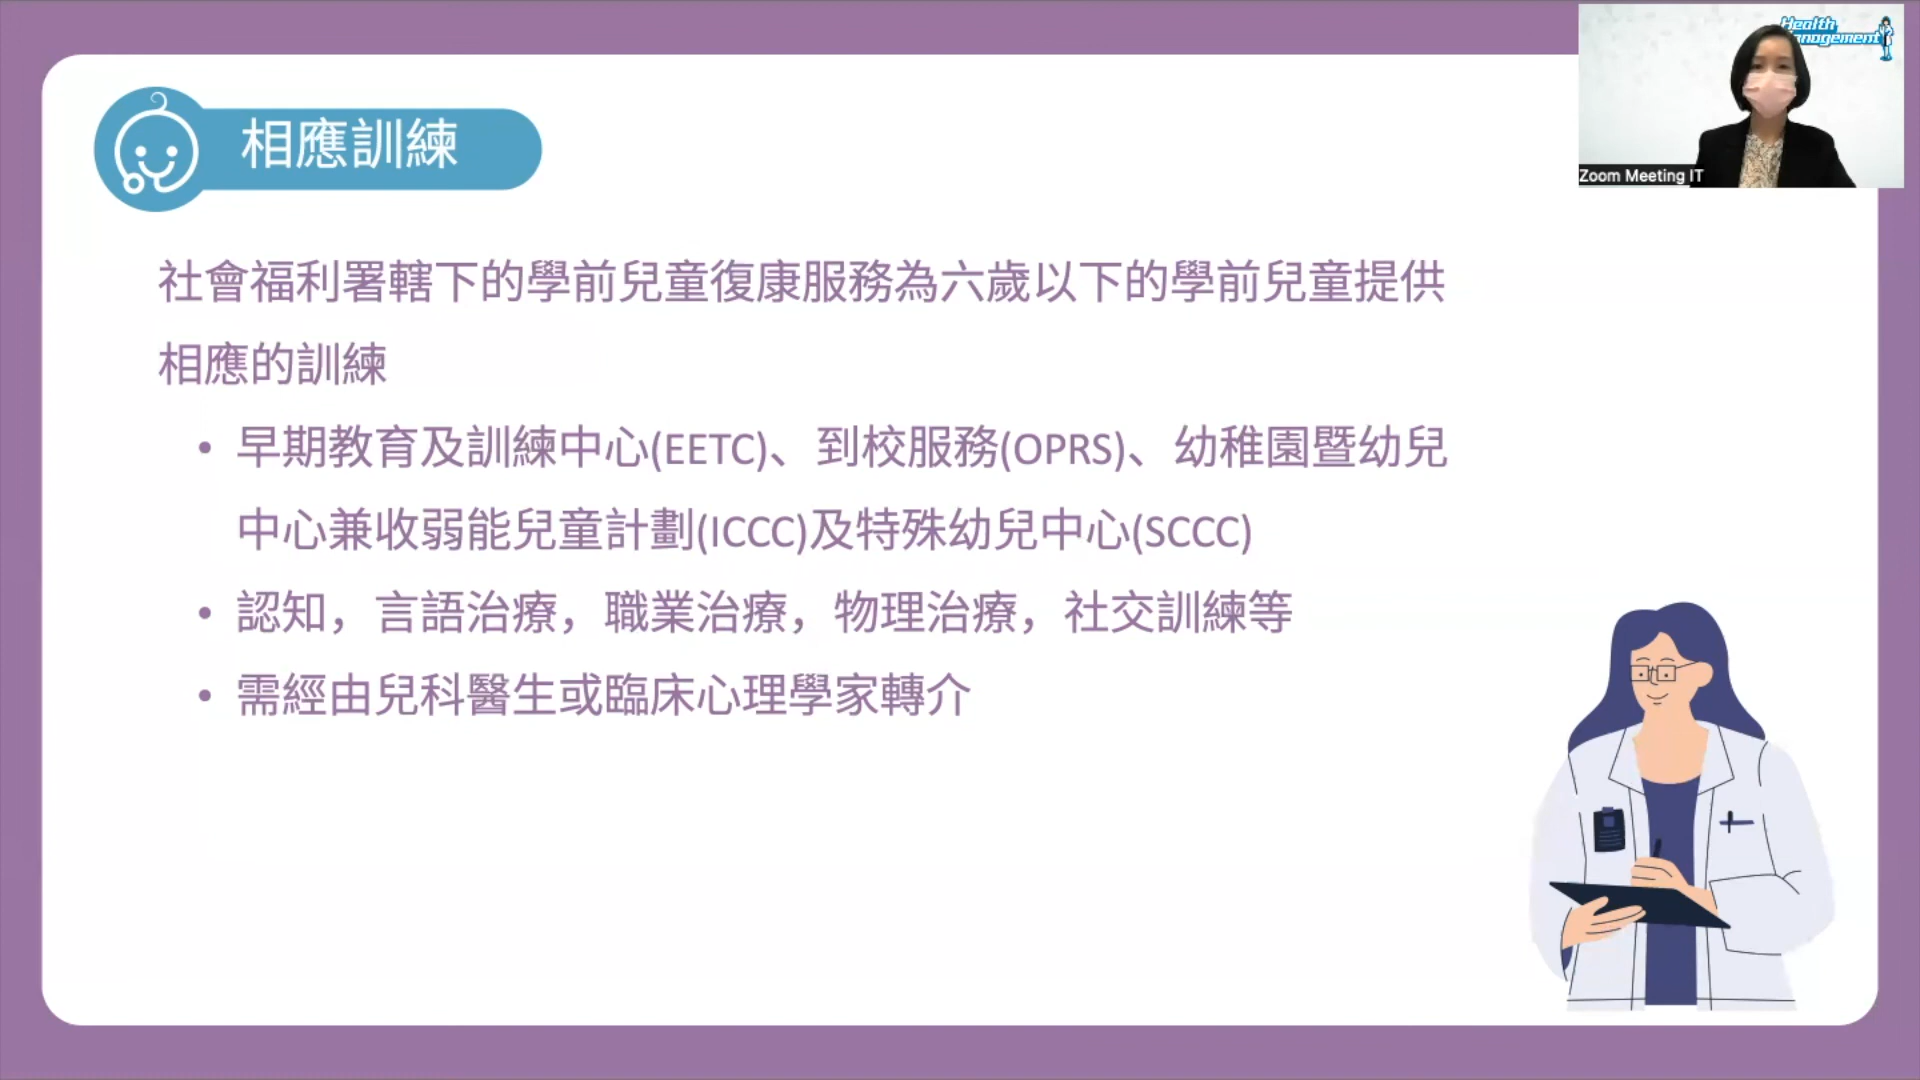 相應訓練
社會福利署轄下的學前兒童復康服務為六歲以下的學前兒童提供
相應的訓練
• 早期教育及訓練中心(EETC)、到校服務(OPRS)、幼稚園暨幼兒
中心兼收弱能兒童計劃(ICCC)及特殊幼兒中心(SCCC)
• 認知，言語治療，職業治療，物理治療，社交訓練等
• 需經由兒科醫生或臨床心理學家轉介
Health
Zoom Meeting IT